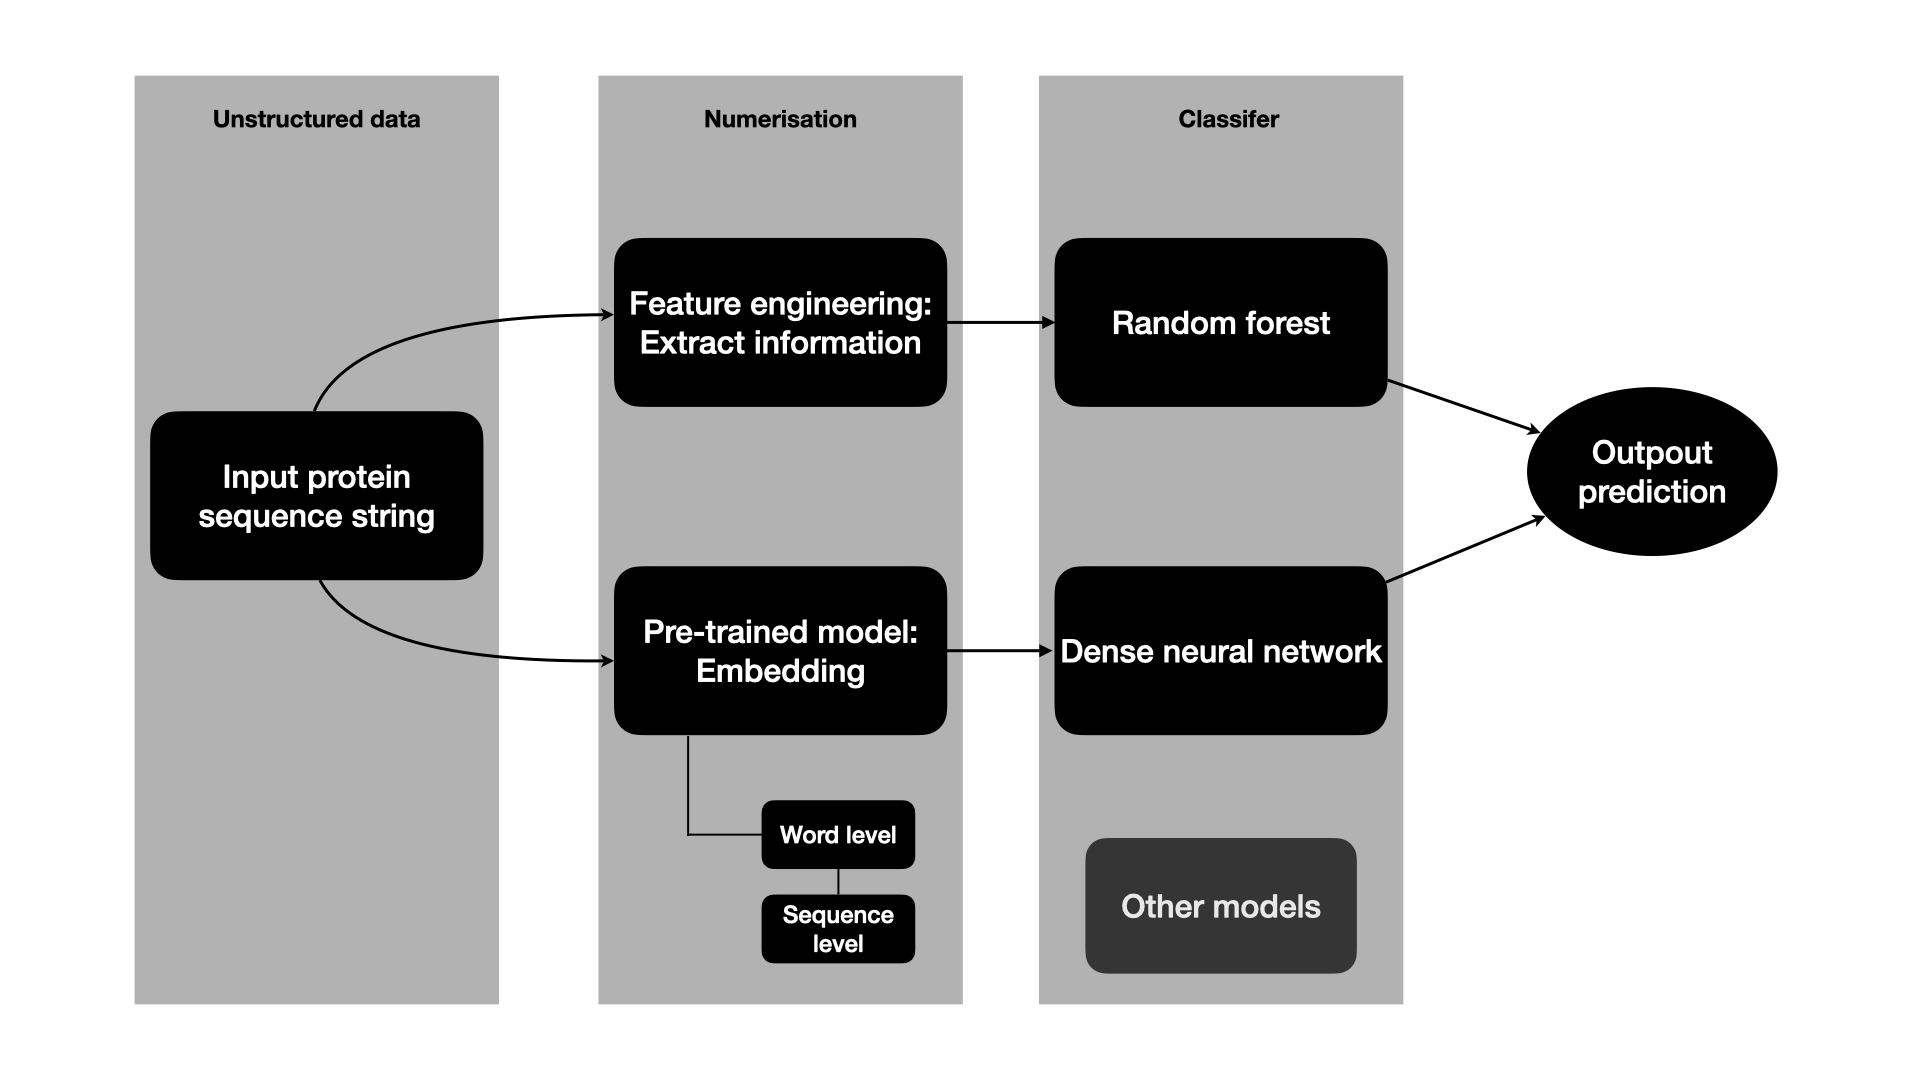 Unstructured data
Numerisation
Classifer
Input protein
sequence string
Feature engineering:
Extract information
Random forest
Pre-trained model:
Embedding
Dense neural network
Word level
Sequence
level
Other models
Outpout
prediction